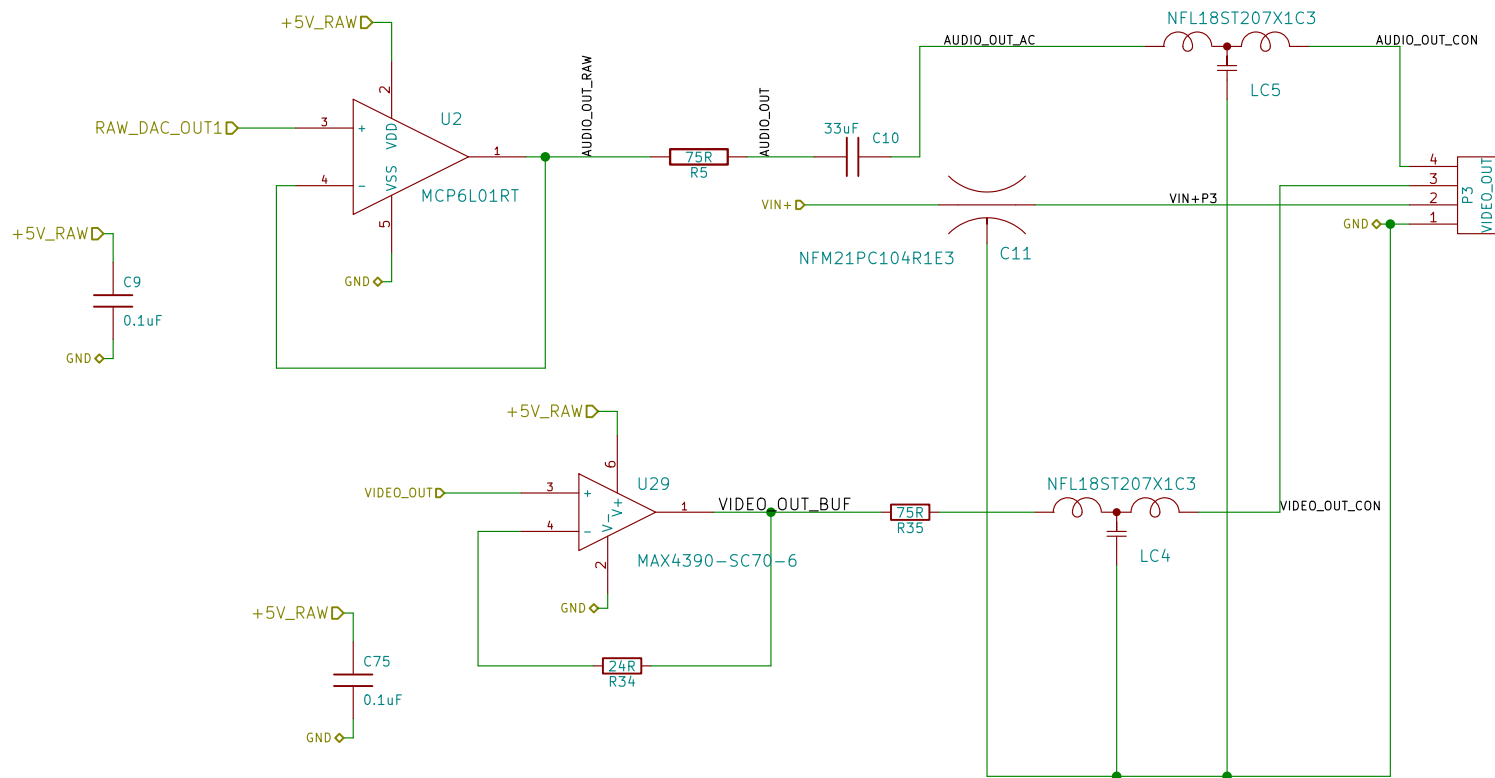 +5V_RAW
NFL18ST207X1C3
AUDIO_OUT_AC
AUDIO_OUT_CON
AUDIO_OUT_RAW
AUDIO_OUT
2
U2
LC5
RAW_DAC_OUT1
3
+
VDD
33uF
C10
1
75R
R5
4
-
VSS
MCP6L01RT
5
VIN+
VIN+P3
4
3
2
1
P3
VIDEO_OUT
GND
+5V_RAW
NFM21PC104R1E3
C11
GND
C9
0.1uF
GND
+5V_RAW
6
U29
NFL18ST207X1C3
VIDEO_OUT
3
+
V+
1
VIDEO_OUT_BUF
75R
R35
VIDEO_OUT_CON
4
-
V-
MAX4390-SC70-6
LC4
2
GND
+5V_RAW
C75
0.1uF
24R
R34
GND